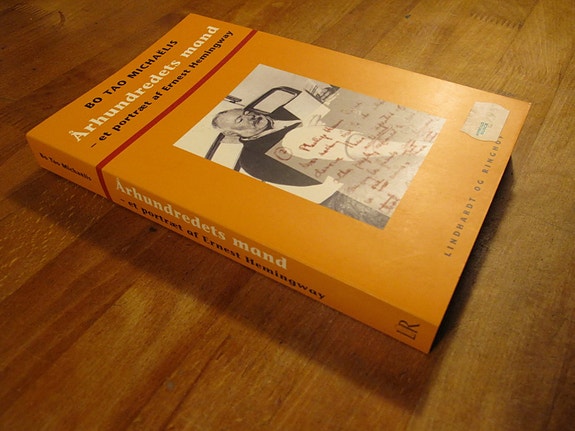 BO TAO MICHAËLIS
Århundredets mand
– et portræt af Ernest Hemingway
LINDHARDT OG RINGHOF
Bo Tao Michaëlis
Århundredets mand
– et portræt af Ernest Hemingway
LR